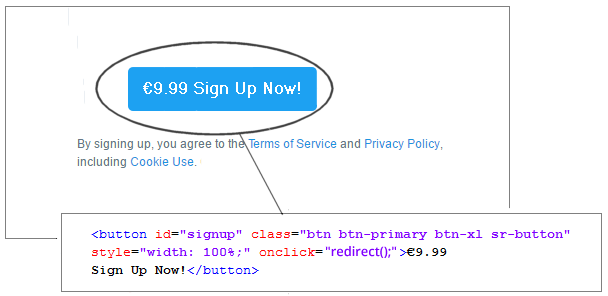 €9.99 Sign Up Now!
By signing up, you agree to the Terms of Service and Privacy Policy,
including Cookie Use.
<button id="signup" class="btn btn-primary btn-xl sr-button"
style="width: 100%;" onclick="redirect();">€9.99
Sign Up Now!</button>